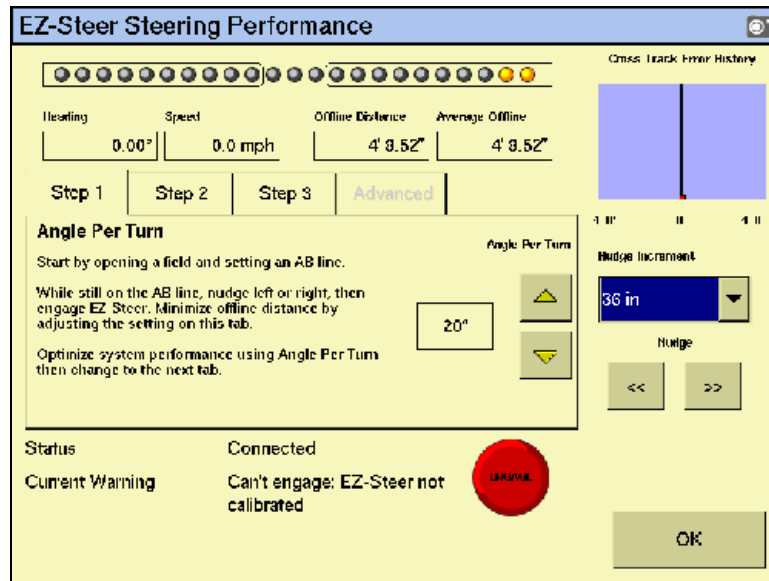 EZ-Steer Steering Performance
Cross Track Error History
Heading
Speed
Offline Distance
Average Offline
0.00°
0.0 mph
4' 9.52"
4' 9.52"
Step 1
Step 2
Step 3
Advanced
Angle Per Turn
Angle Per Turn
Start by opening a field and setting an AB line.
While still on the AB line, nudge left or right, then
engage EZ Steer. Minimize offline distance by
adjusting the setting on this tab.
20°
Optimize system performance using Angle Per Turn
then change to the next tab.
Nudge Increment
36 in
Nudge
<<
>>
Status
Connected
Current Warning
Can't engage: EZ-Steer not
calibrated
ENGAGE
OK